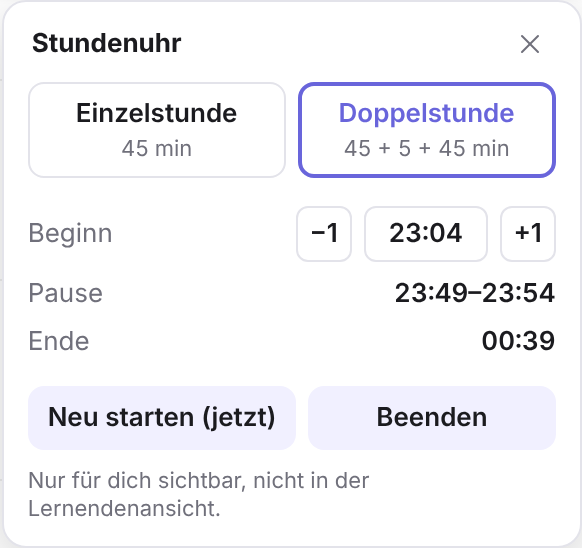 Stundenuhr
Einzelstunde
45 min
Doppelstunde
45 + 5 + 45 min
Beginn −1 23:04 +1
Pause 23:49–23:54
Ende 00:39
Neu starten (jetzt) Beenden
Nur für dich sichtbar, nicht in der
Lernendenansicht.